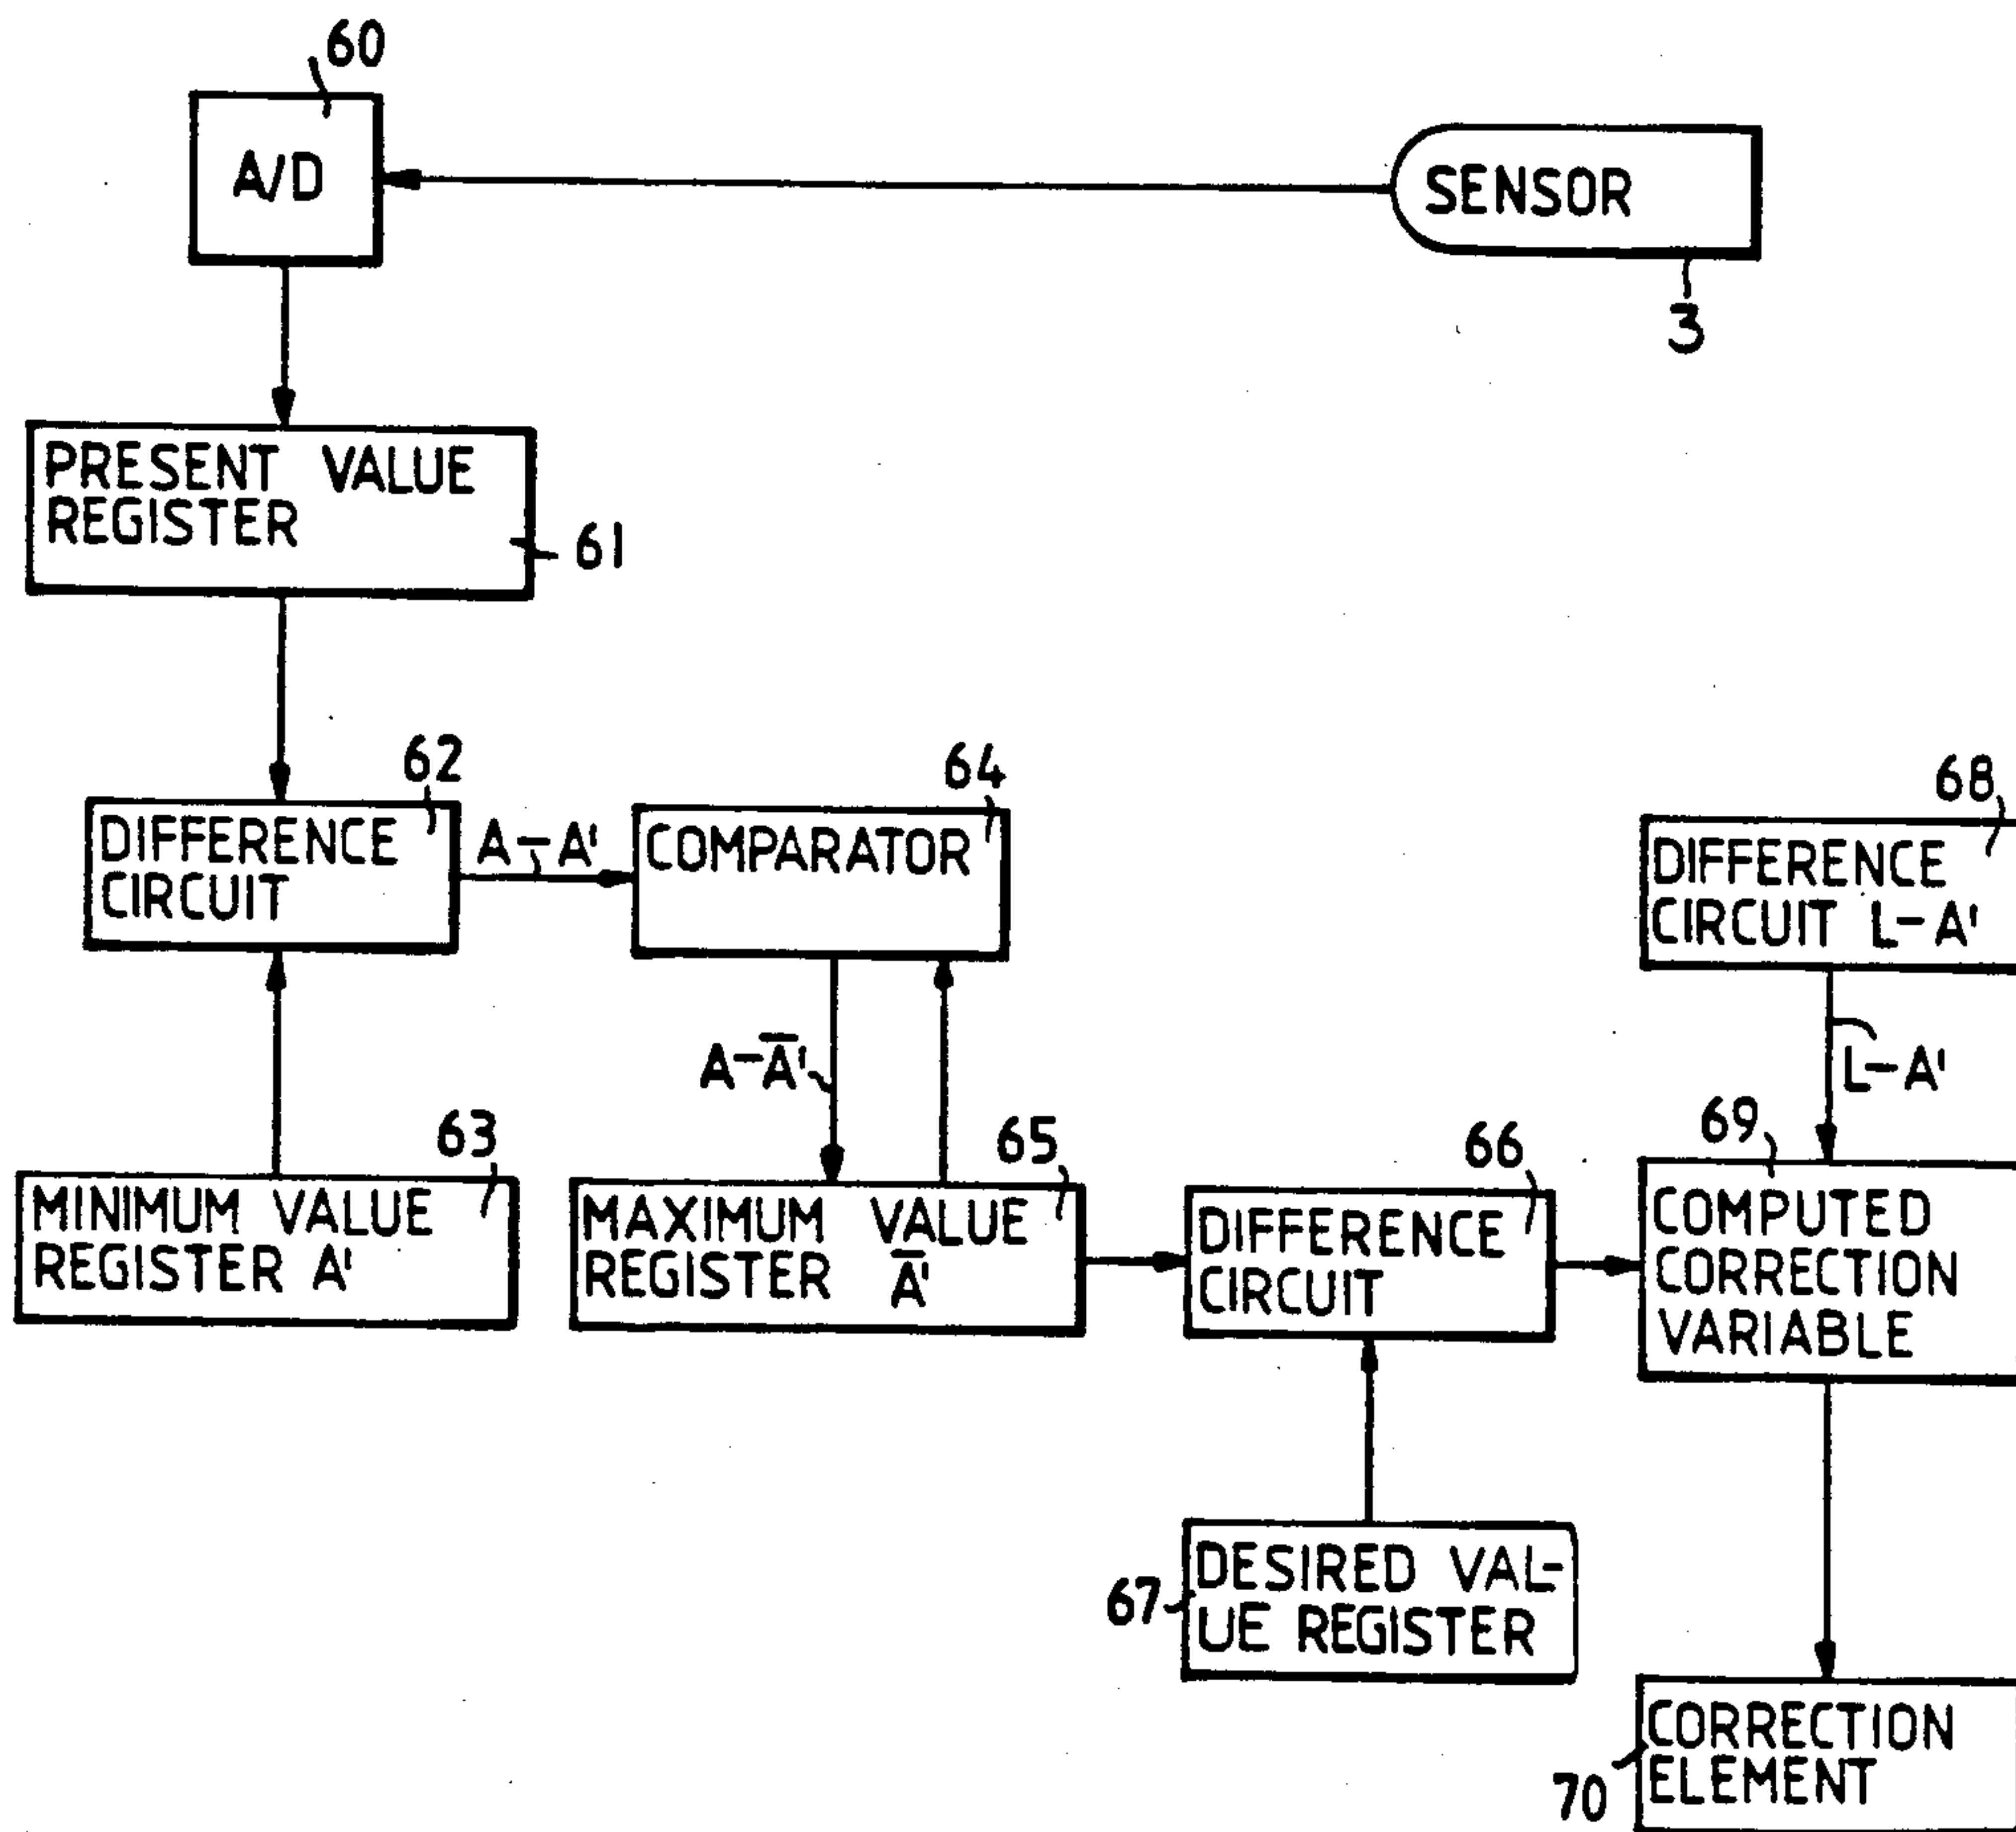 60
A/D
SENSOR
3
PRESENT VALUE
REGISTER
61
62
DIFFERENCE
CIRCUIT
A-A'
64
COMPARATOR
68
DIFFERENCE
CIRCUIT L-A'
A-A̅'
L-A'
63
MINIMUM VALUE
REGISTER A'
65
MAXIMUM VALUE
REGISTER A̅'
66
DIFFERENCE
CIRCUIT
69
COMPUTED
CORRECTION
VARIABLE
67
DESIRED VAL-
UE REGISTER
70
CORRECTION
ELEMENT